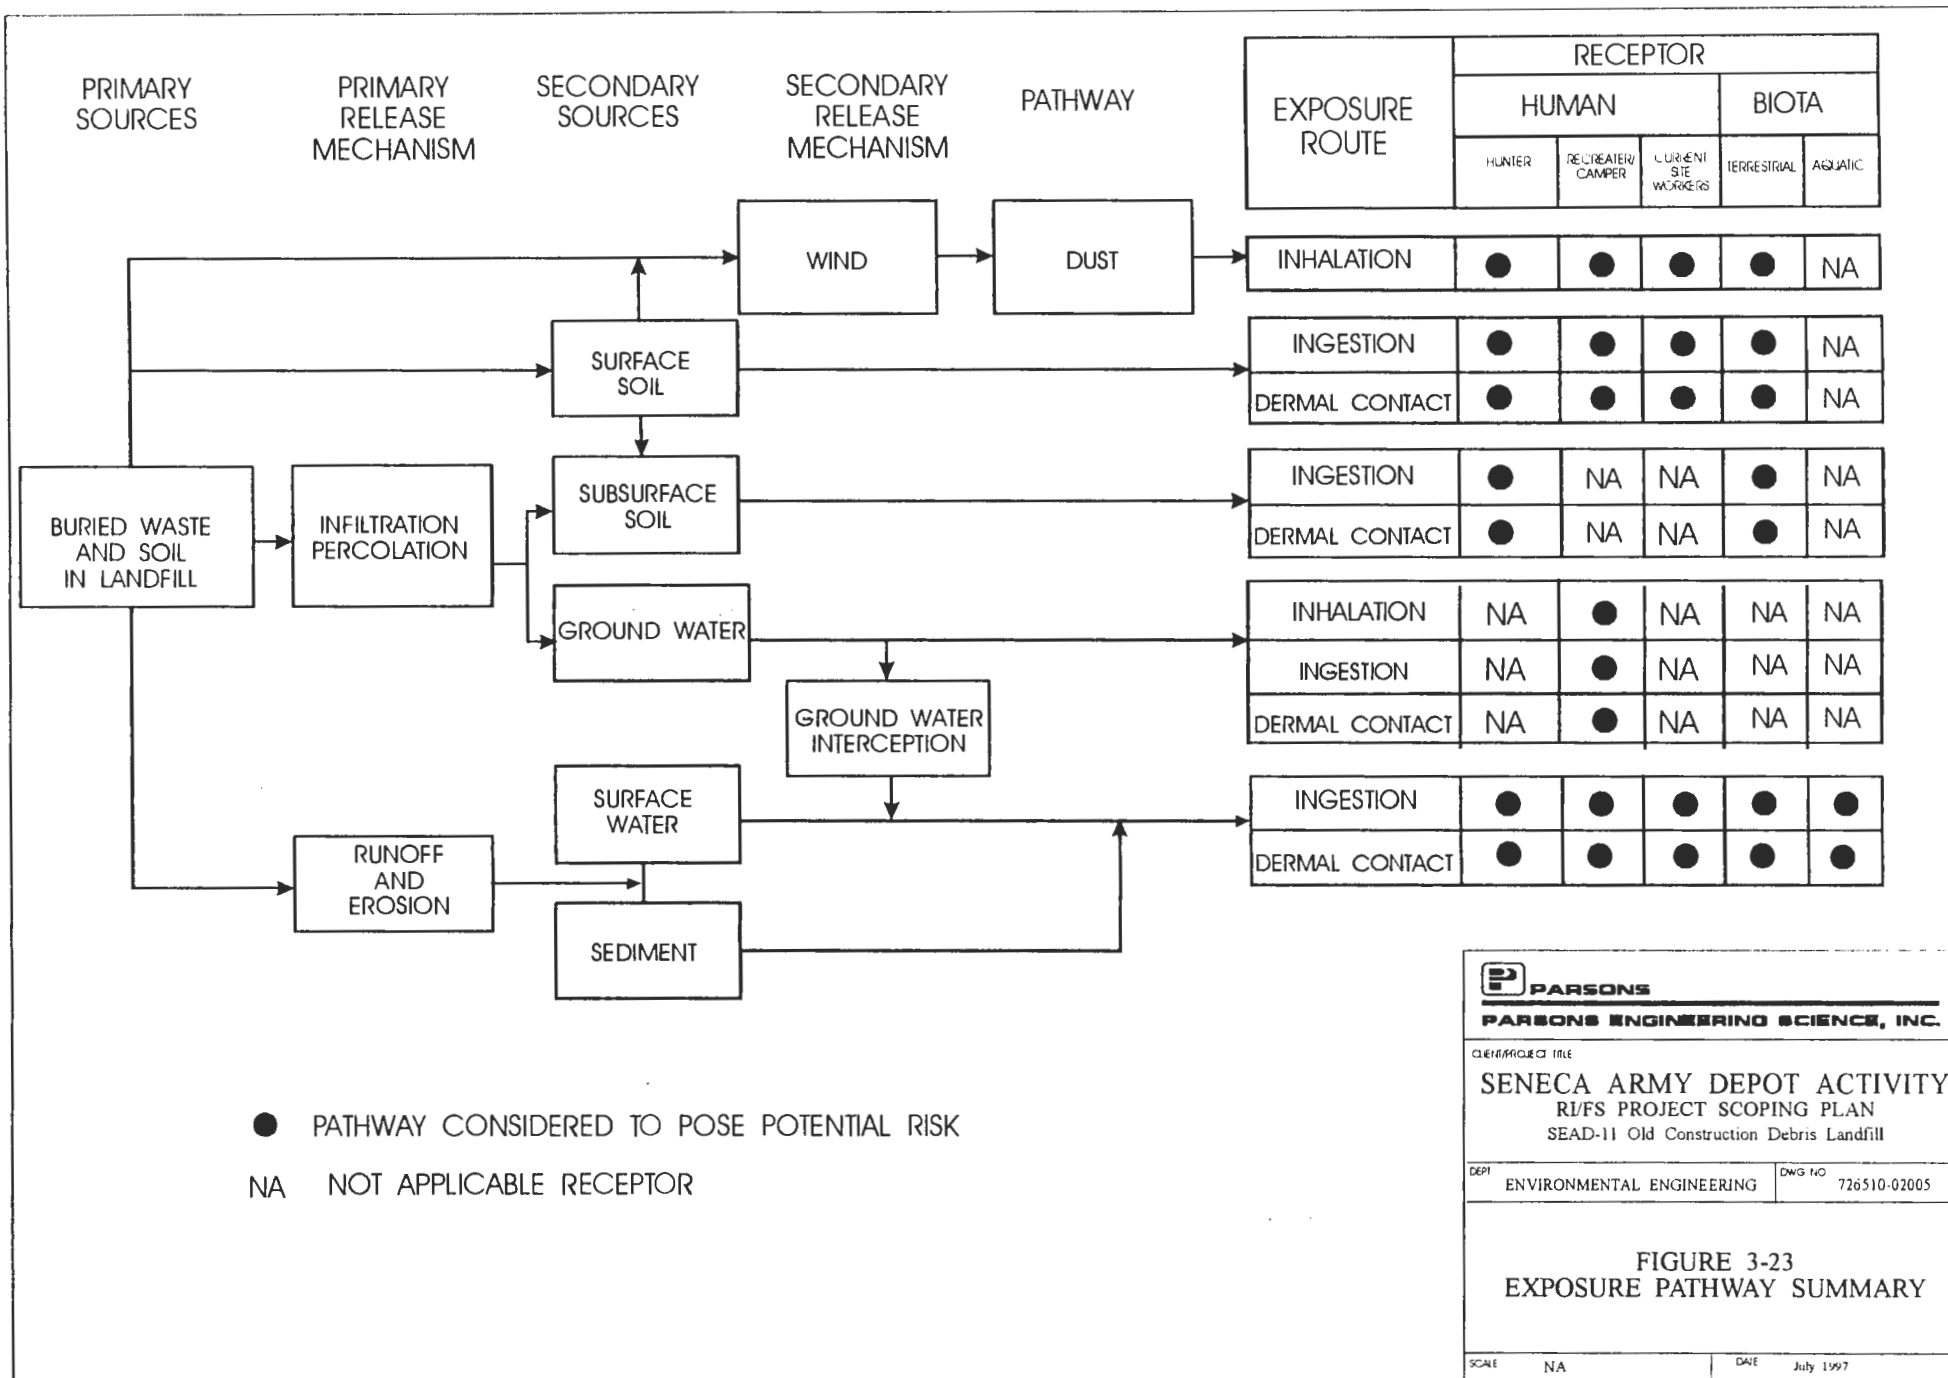 PRIMARY
SOURCES
PRIMARY
RELEASE
MECHANISM
SECONDARY
SOURCES
SECONDARY
RELEASE
MECHANISM
PATHWAY
EXPOSURE
ROUTE
RECEPTOR
HUMAN
BIOTA
HUNTER
RECREATER/
CAMPER
CURRENT
SITE
WORKERS
TERRESTRIAL
AQUATIC
WIND
DUST
INHALATION ● ● ● ● NA
SURFACE
SOIL
INGESTION ● ● ● ● NA
DERMAL CONTACT ● ● ● ● NA
BURIED WASTE
AND SOIL
IN LANDFILL
INFILTRATION
PERCOLATION
SUBSURFACE
SOIL
INGESTION ● NA NA ● NA
DERMAL CONTACT ● NA NA ● NA
GROUND WATER
INHALATION NA ● NA NA NA
INGESTION NA ● NA NA NA
DERMAL CONTACT NA ● NA NA NA
GROUND WATER
INTERCEPTION
RUNOFF
AND
EROSION
SURFACE
WATER
SEDIMENT
INGESTION ● ● ● ● ●
DERMAL CONTACT ● ● ● ● ●
● PATHWAY CONSIDERED TO POSE POTENTIAL RISK
NA NOT APPLICABLE RECEPTOR
PARSONS
PARSONS ENGINEERING SCIENCE, INC.
CLIENT/PROJECT TITLE
SENECA ARMY DEPOT ACTIVITY
RI/FS PROJECT SCOPING PLAN
SEAD-11 Old Construction Debris Landfill
DEPT
ENVIRONMENTAL ENGINEERING
DWG NO
726510-02005
FIGURE 3-23
EXPOSURE PATHWAY SUMMARY
SCALE NA
DATE July 1997